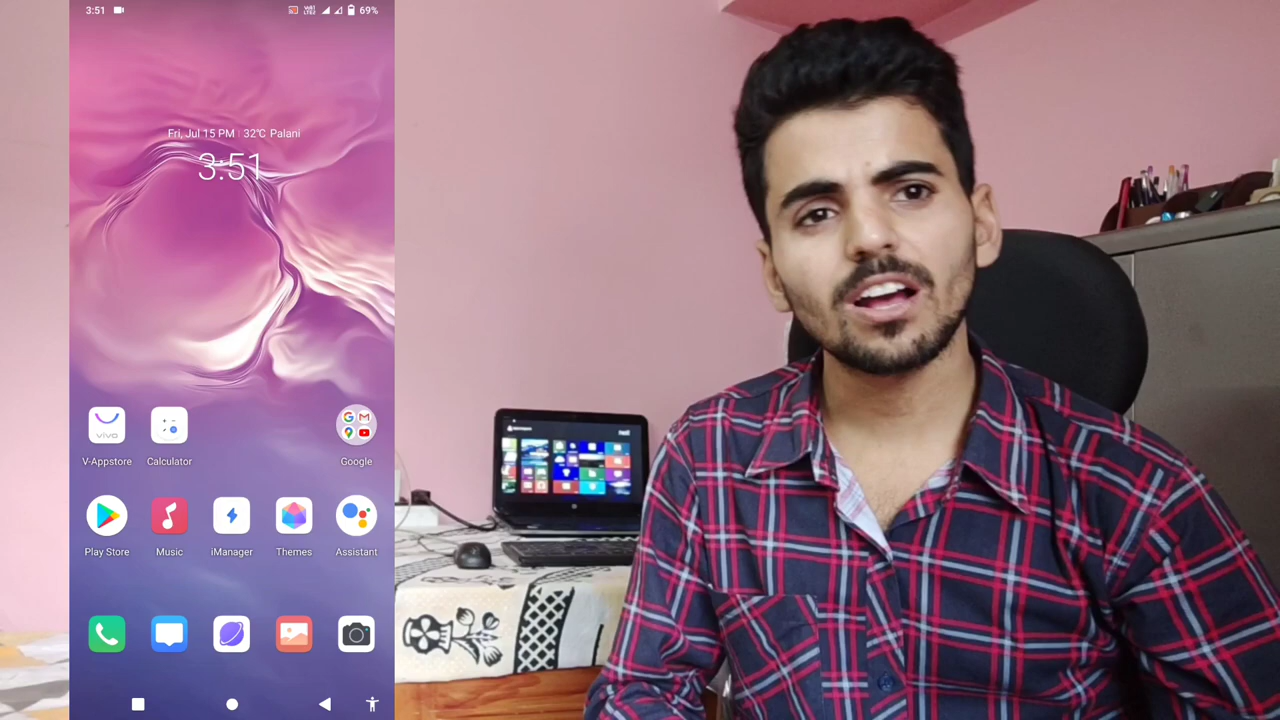 3:51
69%
Fri, Jul 15 PM | 32°C Palani
3:51
vivo
V-Appstore
Calculator
Google
Play Store
Music
iManager
Themes
Assistant